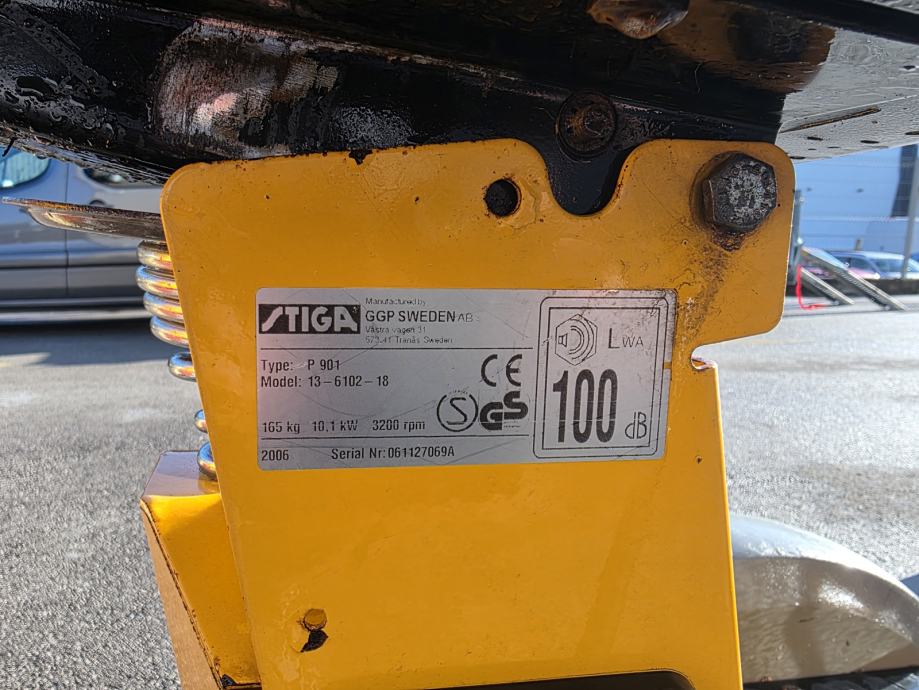 STIGA
Manufactured by
GGP SWEDEN AB
Västra vägen 31
573 41 Tranås Sweden
Type: P 901
Model: 13-6102-18
165 kg 10,1 kW 3200 rpm
2006 Serial Nr: 061127069A
CE
S GS
LWA
100 dB